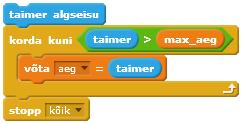 taimer algseisu
korda kuni taimer > max_aeg
võta aeg = taimer
stopp kõik